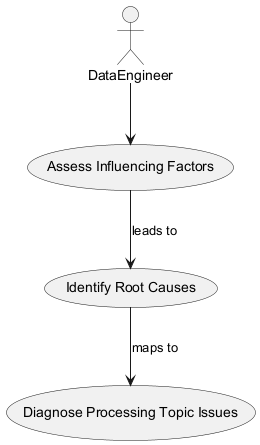 DataEngineer
Assess Influencing Factors
leads to
Identify Root Causes
maps to
Diagnose Processing Topic Issues